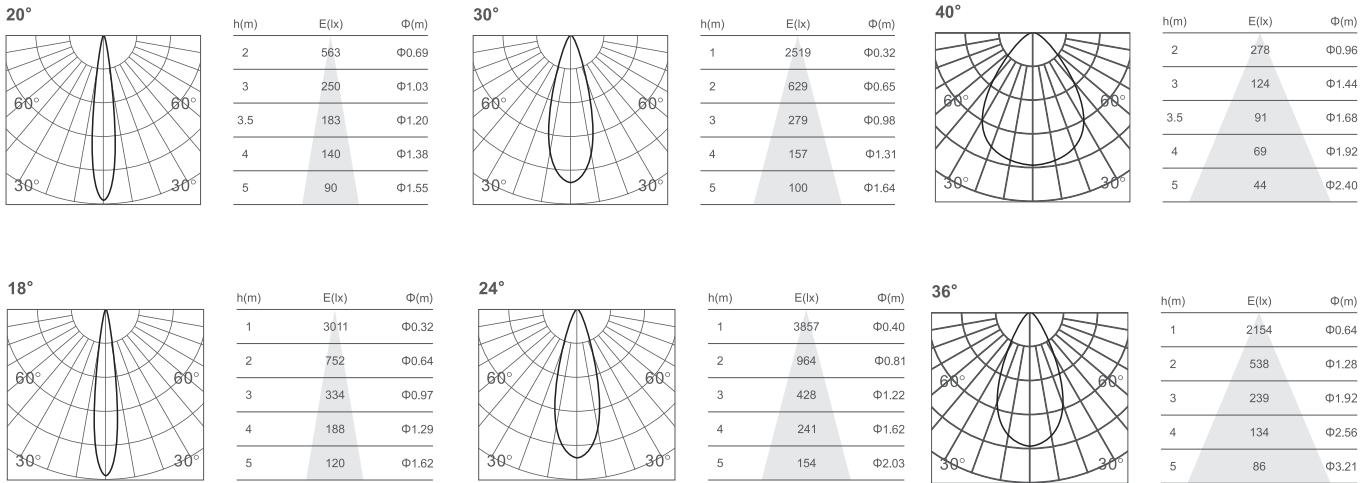 20°
h(m) E(lx) Φ(m)
2 563 Φ0.69
3 250 Φ1.03
3.5 183 Φ1.20
4 140 Φ1.38
5 90 Φ1.55
60° 60°
30° 30°
30°
h(m) E(lx) Φ(m)
1 2519 Φ0.32
2 629 Φ0.65
3 279 Φ0.98
4 157 Φ1.31
5 100 Φ1.64
60° 60°
30° 30°
40°
h(m) E(lx) Φ(m)
2 278 Φ0.96
3 124 Φ1.44
3.5 91 Φ1.68
4 69 Φ1.92
5 44 Φ2.40
60° 60°
30° 30°
18°
h(m) E(lx) Φ(m)
1 3011 Φ0.32
2 752 Φ0.64
3 334 Φ0.97
4 188 Φ1.29
5 120 Φ1.62
60° 60°
30° 30°
24°
h(m) E(lx) Φ(m)
1 3857 Φ0.40
2 964 Φ0.81
3 428 Φ1.22
4 241 Φ1.62
5 154 Φ2.03
60° 60°
30° 30°
36°
h(m) E(lx) Φ(m)
1 2154 Φ0.64
2 538 Φ1.28
3 239 Φ1.92
4 134 Φ2.56
5 86 Φ3.21
60° 60°
30° 30°